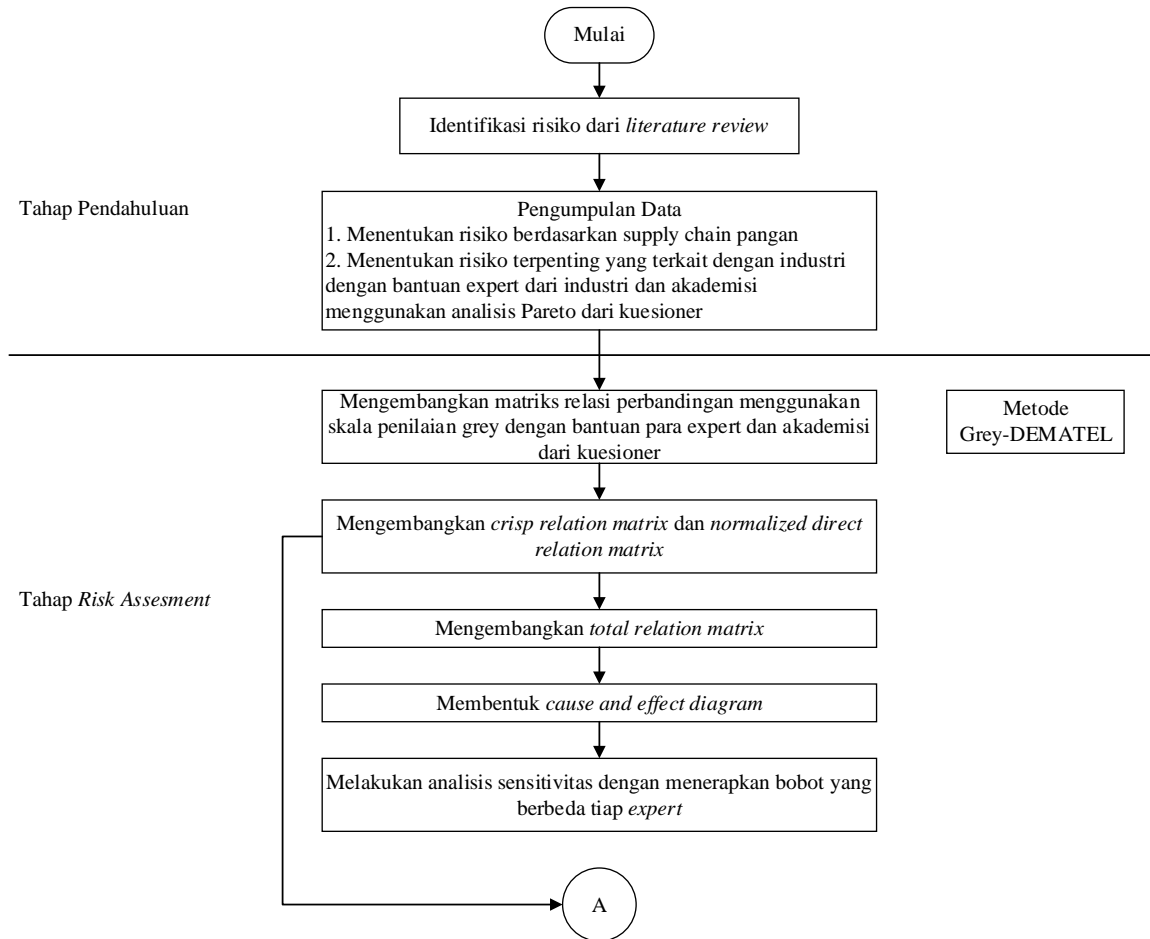 Mulai
Identifikasi risiko dari literature review
Tahap Pendahuluan
Pengumpulan Data
1. Menentukan risiko berdasarkan supply chain pangan
2. Menentukan risiko terpenting yang terkait dengan industri
dengan bantuan expert dari industri dan akademisi
menggunakan analisis Pareto dari kuesioner
Mengembangkan matriks relasi perbandingan menggunakan
skala penilaian grey dengan bantuan para expert dan akademisi
dari kuesioner
Metode
Grey-DEMATEL
Mengembangkan crisp relation matrix dan normalized direct
relation matrix
Tahap Risk Assesment
Mengembangkan total relation matrix
Membentuk cause and effect diagram
Melakukan analisis sensitivitas dengan menerapkan bobot yang
berbeda tiap expert
A